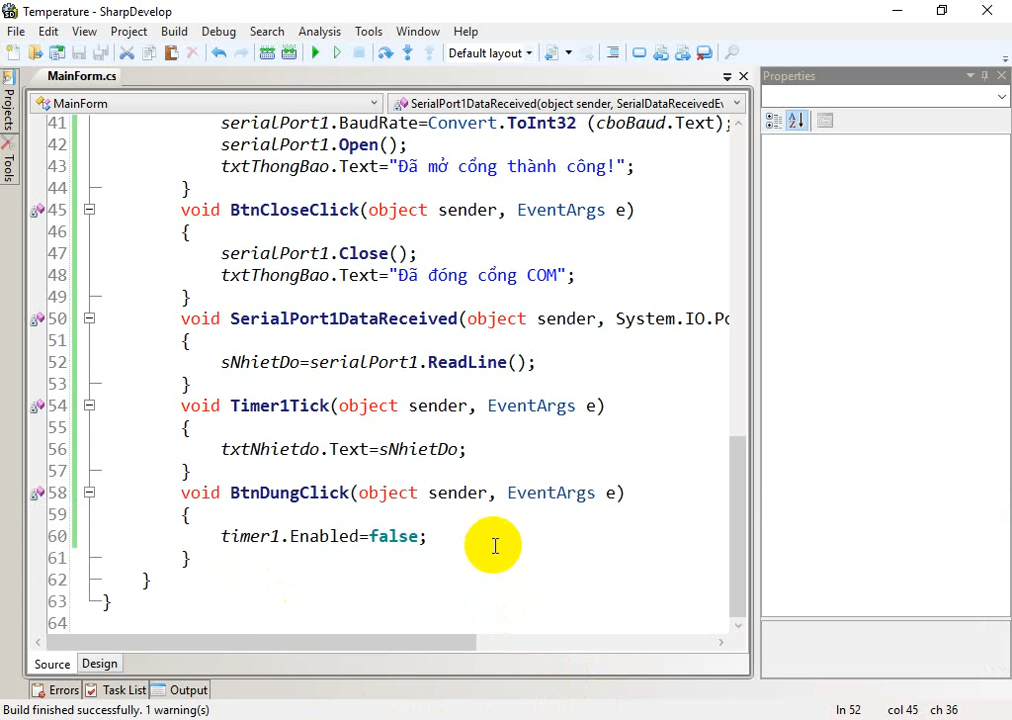 Temperature - SharpDevelop
File Edit View Project Build Debug Search Analysis Tools Window Help
Default layout
MainForm.cs
Properties
MainForm
SerialPort1DataReceived(object sender, SerialDataReceivedEv
Projects
Tools
41 serialPort1.BaudRate=Convert.ToInt32 (cboBaud.Text);
42 serialPort1.Open();
43 txtThongBao.Text="Đã mở cổng thành công!";
44 }
45 void BtnCloseClick(object sender, EventArgs e)
46 {
47 serialPort1.Close();
48 txtThongBao.Text="Đã đóng cổng COM";
49 }
50 void SerialPort1DataReceived(object sender, System.IO.Po
51 {
52 sNhietDo=serialPort1.ReadLine();
53 }
54 void Timer1Tick(object sender, EventArgs e)
55 {
56 txtNhietdo.Text=sNhietDo;
57 }
58 void BtnDungClick(object sender, EventArgs e)
59 {
60 timer1.Enabled=false;
61 }
62 }
63 }
64
Source Design
Errors Task List Output
Build finished successfully. 1 warning(s)
ln 52 col 45 ch 36